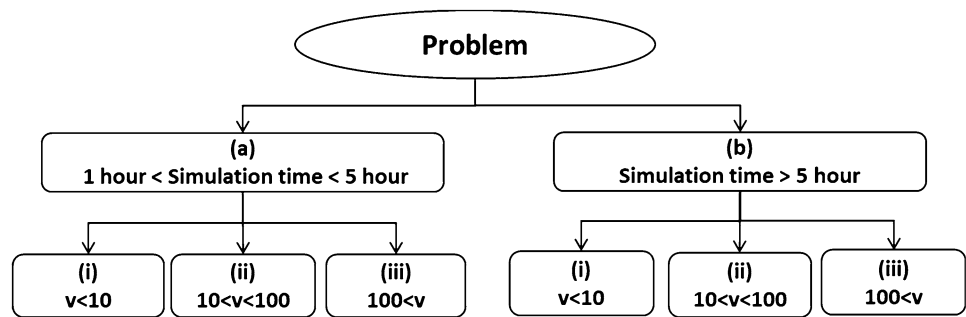 Problem
(a)
1 hour < Simulation time < 5 hour
(b)
Simulation time > 5 hour
(i)
v<10
(ii)
10<v<100
(iii)
100<v
(i)
v<10
(ii)
10<v<100
(iii)
100<v